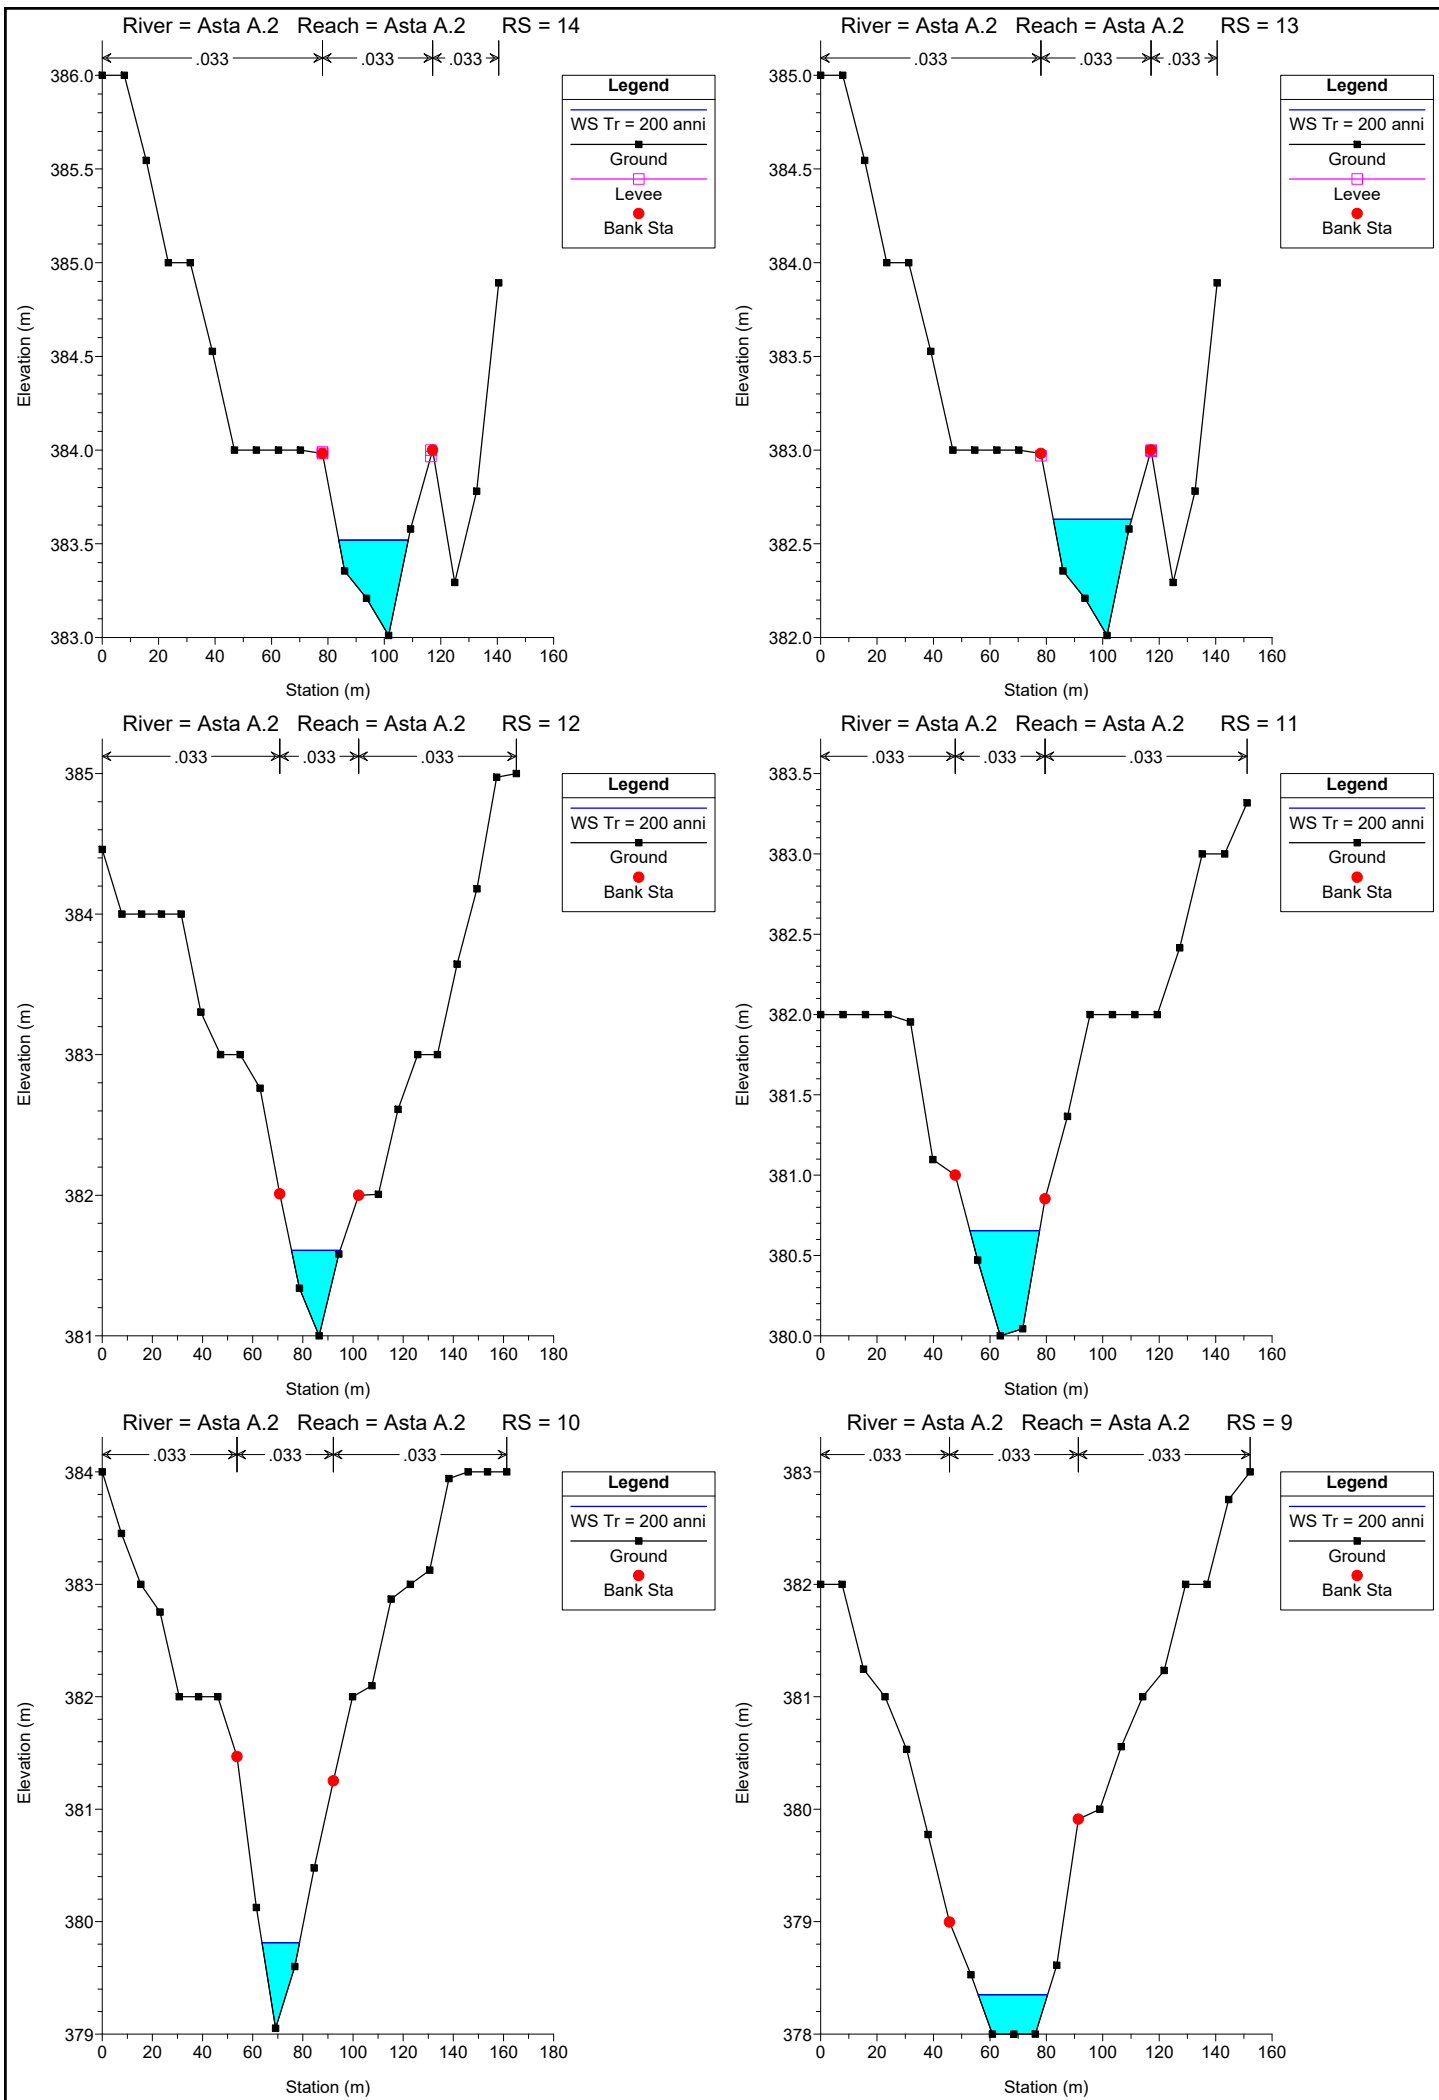 River = Asta A.2 Reach = Asta A.2 RS = 14
.033 .033 .033
386.0
385.5
385.0
384.5
384.0
383.5
383.0
Elevation (m)
0 20 40 60 80 100 120 140 160
Station (m)
Legend
WS Tr = 200 anni
Ground
Levee
Bank Sta
River = Asta A.2 Reach = Asta A.2 RS = 13
.033 .033 .033
385.0
384.5
384.0
383.5
383.0
382.5
382.0
Elevation (m)
0 20 40 60 80 100 120 140 160
Station (m)
Legend
WS Tr = 200 anni
Ground
Levee
Bank Sta
River = Asta A.2 Reach = Asta A.2 RS = 12
.033 .033 .033
385
384
383
382
381
Elevation (m)
0 20 40 60 80 100 120 140 160 180
Station (m)
Legend
WS Tr = 200 anni
Ground
Bank Sta
River = Asta A.2 Reach = Asta A.2 RS = 11
.033 .033 .033
383.5
383.0
382.5
382.0
381.5
381.0
380.5
380.0
Elevation (m)
0 20 40 60 80 100 120 140 160
Station (m)
Legend
WS Tr = 200 anni
Ground
Bank Sta
River = Asta A.2 Reach = Asta A.2 RS = 10
.033 .033 .033
384
383
382
381
380
379
Elevation (m)
0 20 40 60 80 100 120 140 160 180
Station (m)
Legend
WS Tr = 200 anni
Ground
Bank Sta
River = Asta A.2 Reach = Asta A.2 RS = 9
.033 .033 .033
383
382
381
380
379
378
Elevation (m)
0 20 40 60 80 100 120 140 160
Station (m)
Legend
WS Tr = 200 anni
Ground
Bank Sta